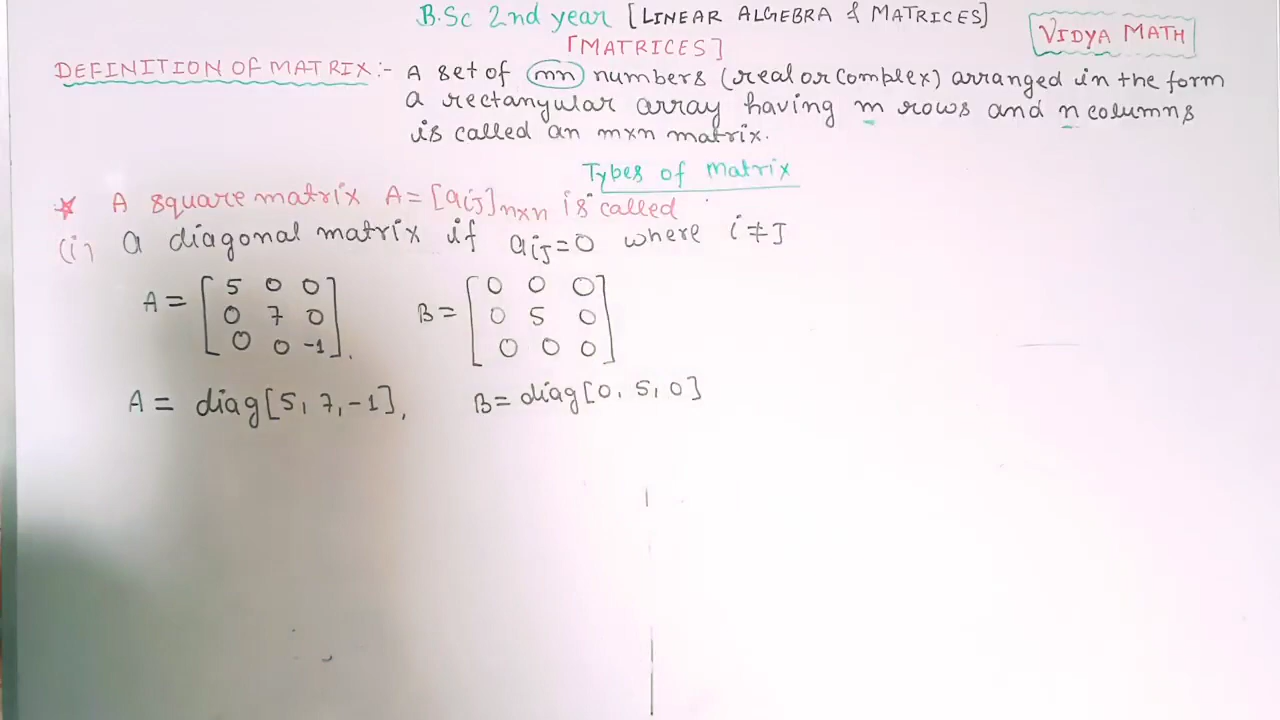 B.Sc 2nd year [LINEAR ALGEBRA & MATRICES]
VIDYA MATH
[MATRICES]
DEFINITION OF MATRIX:- A set of mn numbers (real or complex) arranged in the form
a rectangular array having m rows and n columns
is called an mxn matrix.
Types of Matrix
* A square matrix A = [aij]nxn is called
(i) a diagonal matrix if aij = 0 where i ≠ J
A = [5 0 0 B = [0 0 0
0 7 0 0 5 0
0 0 -1]. 0 0 0]
A = diag[5, 7, -1], B = diag[0, 5, 0]